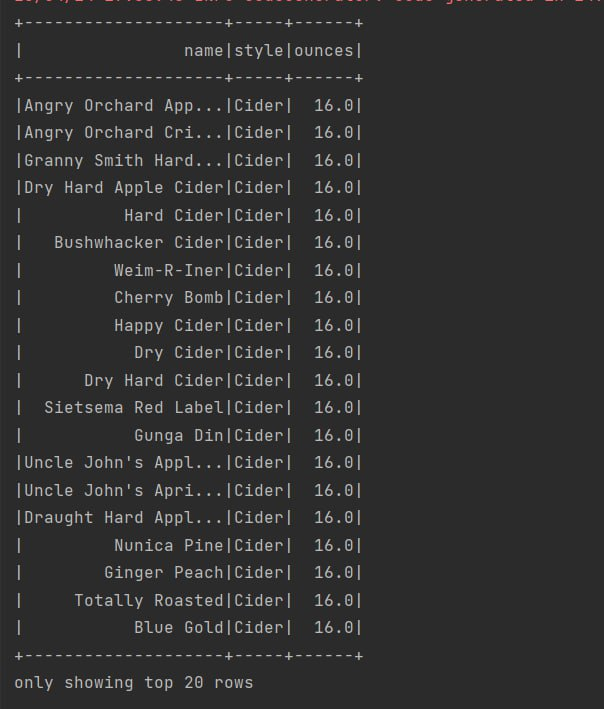 +--------------------+-----+------+
|                name|style|ounces|
+--------------------+-----+------+
|Angry Orchard App...|Cider|  16.0|
|Angry Orchard Cri...|Cider|  16.0|
|Granny Smith Hard...|Cider|  16.0|
|Dry Hard Apple Cider|Cider|  16.0|
|          Hard Cider|Cider|  16.0|
|   Bushwhacker Cider|Cider|  16.0|
|         Weim-R-Iner|Cider|  16.0|
|         Cherry Bomb|Cider|  16.0|
|         Happy Cider|Cider|  16.0|
|           Dry Cider|Cider|  16.0|
|      Dry Hard Cider|Cider|  16.0|
|  Sietsema Red Label|Cider|  16.0|
|           Gunga Din|Cider|  16.0|
|Uncle John's Appl...|Cider|  16.0|
|Uncle John's Apri...|Cider|  16.0|
|Draught Hard Appl...|Cider|  16.0|
|         Nunica Pine|Cider|  16.0|
|        Ginger Peach|Cider|  16.0|
|     Totally Roasted|Cider|  16.0|
|           Blue Gold|Cider|  16.0|
+--------------------+-----+------+
only showing top 20 rows